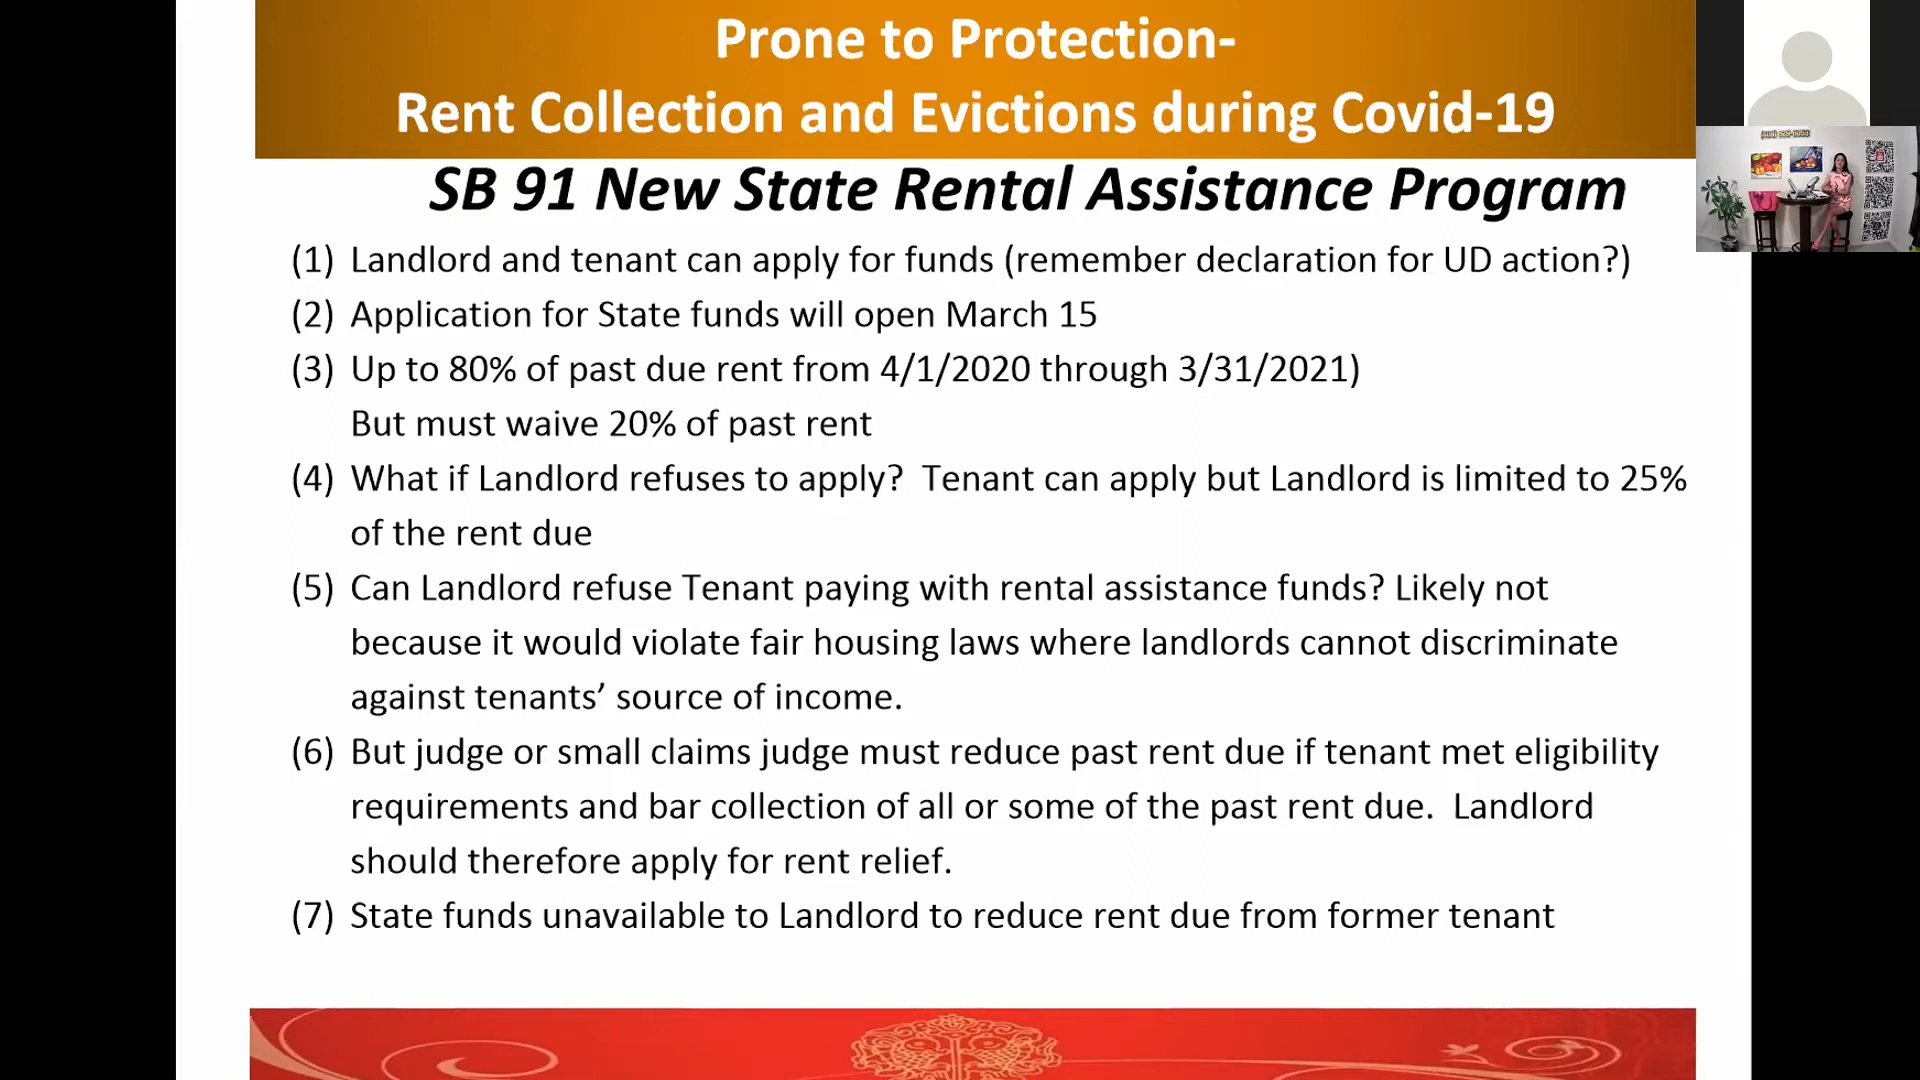 Prone to Protection-
Rent Collection and Evictions during Covid-19
SB 91 New State Rental Assistance Program
(1) Landlord and tenant can apply for funds (remember declaration for UD action?)
(2) Application for State funds will open March 15
(3) Up to 80% of past due rent from 4/1/2020 through 3/31/2021)
But must waive 20% of past rent
(4) What if Landlord refuses to apply?  Tenant can apply but Landlord is limited to 25%
of the rent due
(5) Can Landlord refuse Tenant paying with rental assistance funds? Likely not
because it would violate fair housing laws where landlords cannot discriminate
against tenants’ source of income.
(6) But judge or small claims judge must reduce past rent due if tenant met eligibility
requirements and bar collection of all or some of the past rent due.  Landlord
should therefore apply for rent relief.
(7) State funds unavailable to Landlord to reduce rent due from former tenant